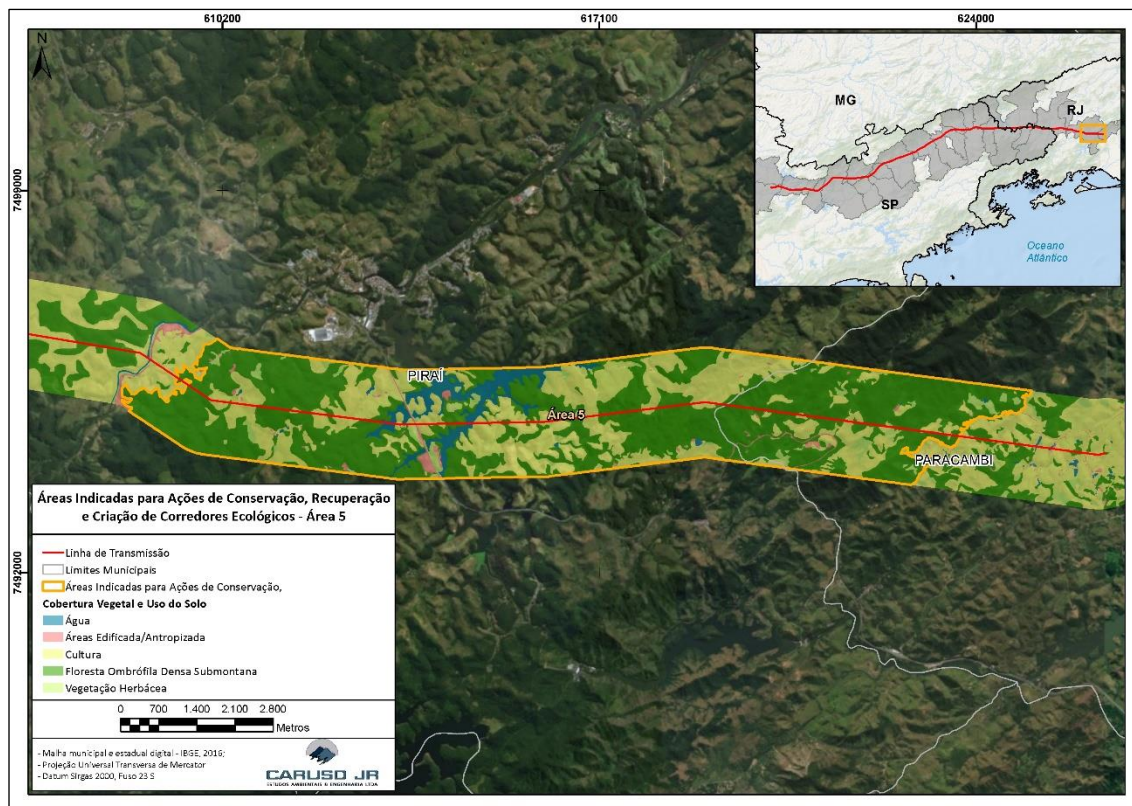 610200
617100
624000
N
7499000
7492000
MG
RJ
SP
Oceano
Atlântico
PIRAÍ
Área 5
PARACAMBI
Áreas Indicadas para Ações de Conservação, Recuperação
e Criação de Corredores Ecológicos - Área 5
Linha de Transmissão
Limites Municipais
Áreas Indicadas para Ações de Conservação,
Cobertura Vegetal e Uso do Solo
Água
Áreas Edificada/Antropizada
Cultura
Floresta Ombrófila Densa Submontana
Vegetação Herbácea
0 700 1.400 2.100 2.800
Metros
- Malha municipal e estadual digital - IBGE, 2016;
- Projeção Universal Transversa de Mercator
- Datum Sirgas 2000, Fuso 23 S
CARUSO JR
ESTUDOS AMBIENTAIS & ENGENHARIA LTDA